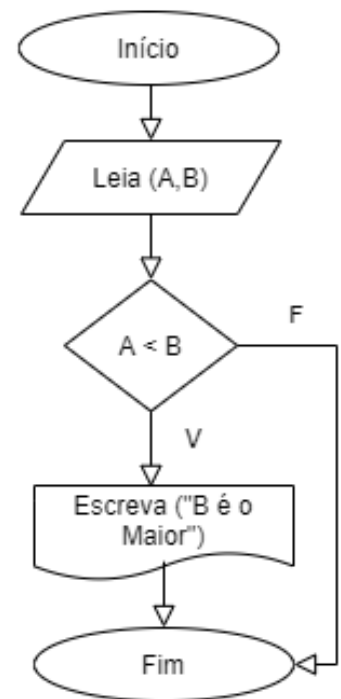 Início
Leia (A,B)
A < B
F
V
Escreva ("B é o
Maior")
Fim